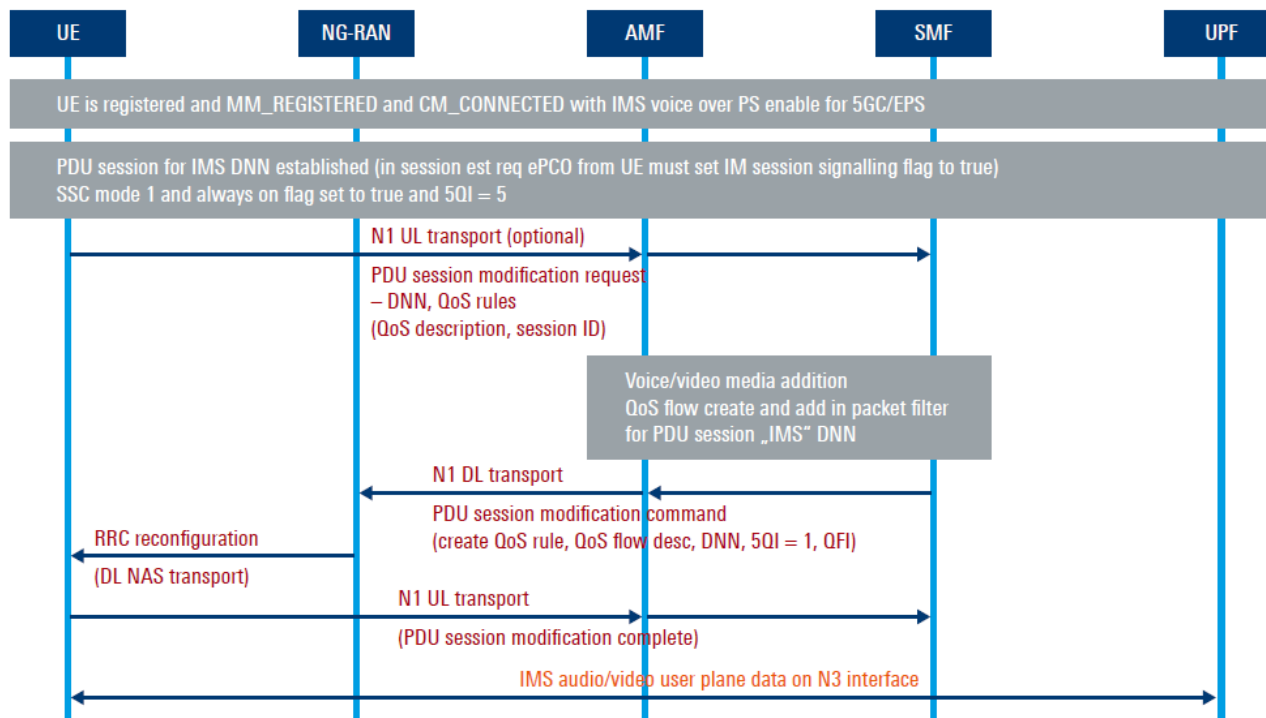 UE
NG-RAN
AMF
SMF
UPF
UE is registered and MM_REGISTERED and CM_CONNECTED with IMS voice over PS enable for 5GC/EPS
PDU session for IMS DNN established (in session est req ePCO from UE must set IM session signalling flag to true)
SSC mode 1 and always on flag set to true and 5QI = 5
N1 UL transport (optional)
PDU session modification request
– DNN, QoS rules
(QoS description, session ID)
Voice/video media addition
QoS flow create and add in packet filter
for PDU session „IMS“ DNN
N1 DL transport
PDU session modification command
(create QoS rule, QoS flow desc, DNN, 5QI = 1, QFI)
RRC reconfiguration
(DL NAS transport)
N1 UL transport
(PDU session modification complete)
IMS audio/video user plane data on N3 interface